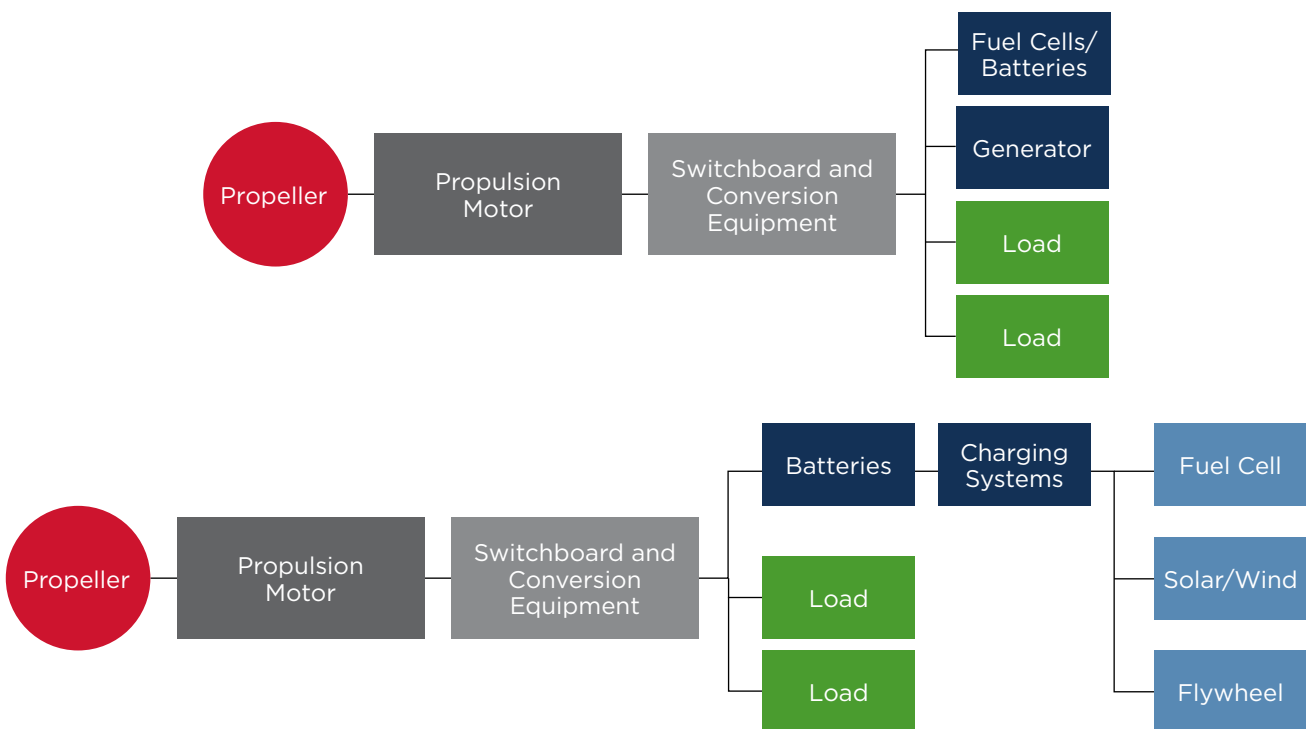 Propeller
Propulsion
Motor
Switchboard and
Conversion
Equipment
Fuel Cells/
Batteries
Generator
Load
Load
Propeller
Propulsion
Motor
Switchboard and
Conversion
Equipment
Batteries
Load
Load
Charging
Systems
Fuel Cell
Solar/Wind
Flywheel